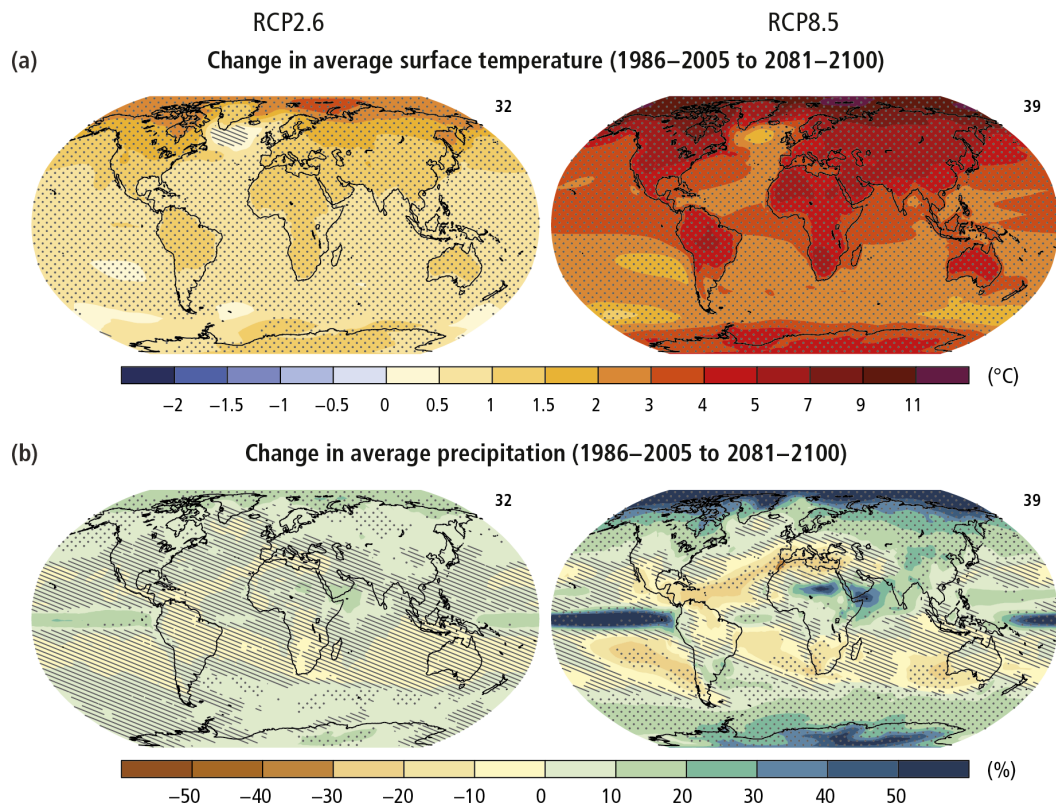 RCP2.6 RCP8.5
(a) Change in average surface temperature (1986–2005 to 2081–2100)
32 39
−2 −1.5 −1 −0.5 0 0.5 1 1.5 2 3 4 5 7 9 11 (°C)
(b) Change in average precipitation (1986–2005 to 2081–2100)
32 39
−50 −40 −30 −20 −10 0 10 20 30 40 50 (%)